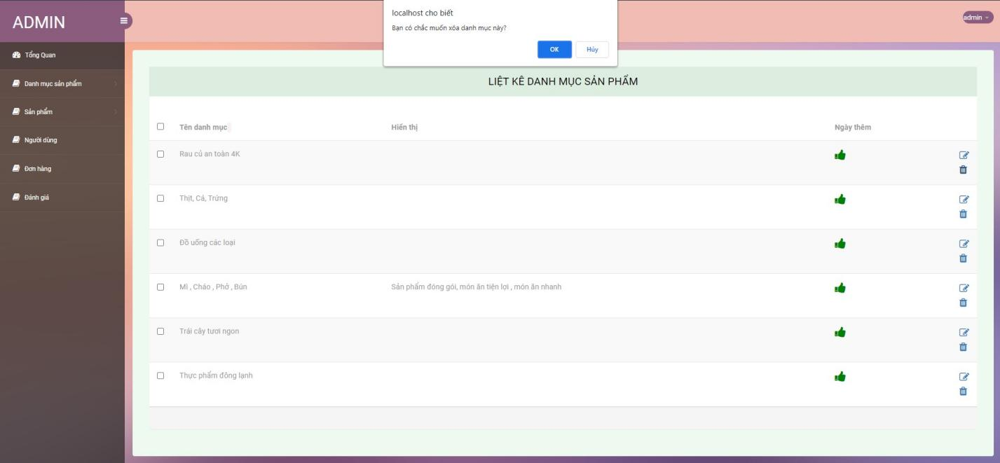 ADMIN
localhost cho biết
Bạn có chắc muốn xóa danh mục này?
OK
Hủy
admin
Tổng Quan
Danh mục sản phẩm
Sản phẩm
Người dùng
Đơn hàng
Đánh giá
LIỆT KÊ DANH MỤC SẢN PHẨM
Tên danh mục Hiển thị Ngày thêm
Rau củ an toàn 4K
Thịt, Cá, Trứng
Đồ uống các loại
Mì , Cháo , Phở , Bún Sản phẩm đóng gói, món ăn tiện lợi , món ăn nhanh
Trái cây tươi ngon
Thực phẩm đông lạnh